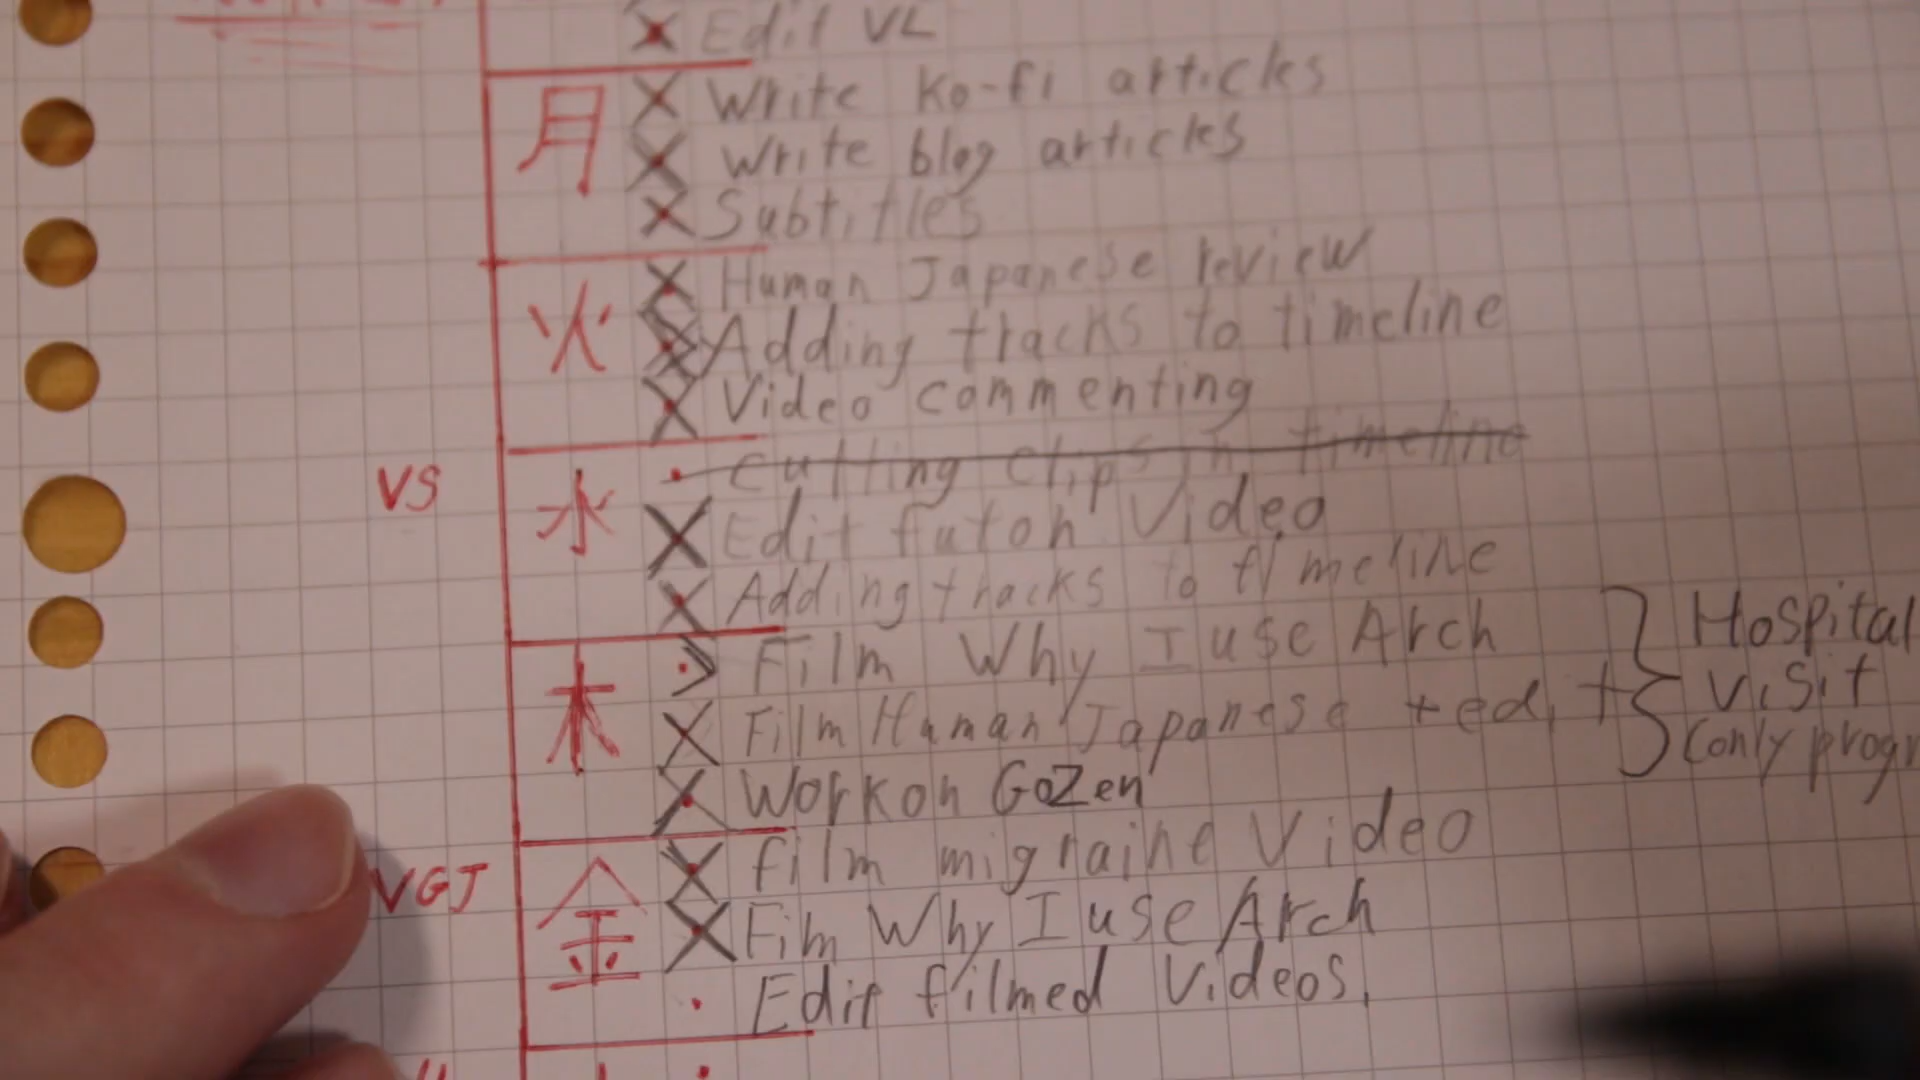 Edit VL
月
Write Ko-fi articles
Write blog articles
Subtitles
火
Human Japanese review
Adding tracks to timeline
Video commenting
VS
水
Cutting clips in timeline
Edit futon Video
Adding tracks to timeline
木
Film Why I use Arch
Film Human Japanese + edit
Work on GoZen
Hospital
visit
(only progr
VGJ
金
film migraine Video
Film Why I use Arch
Edit filmed Videos.